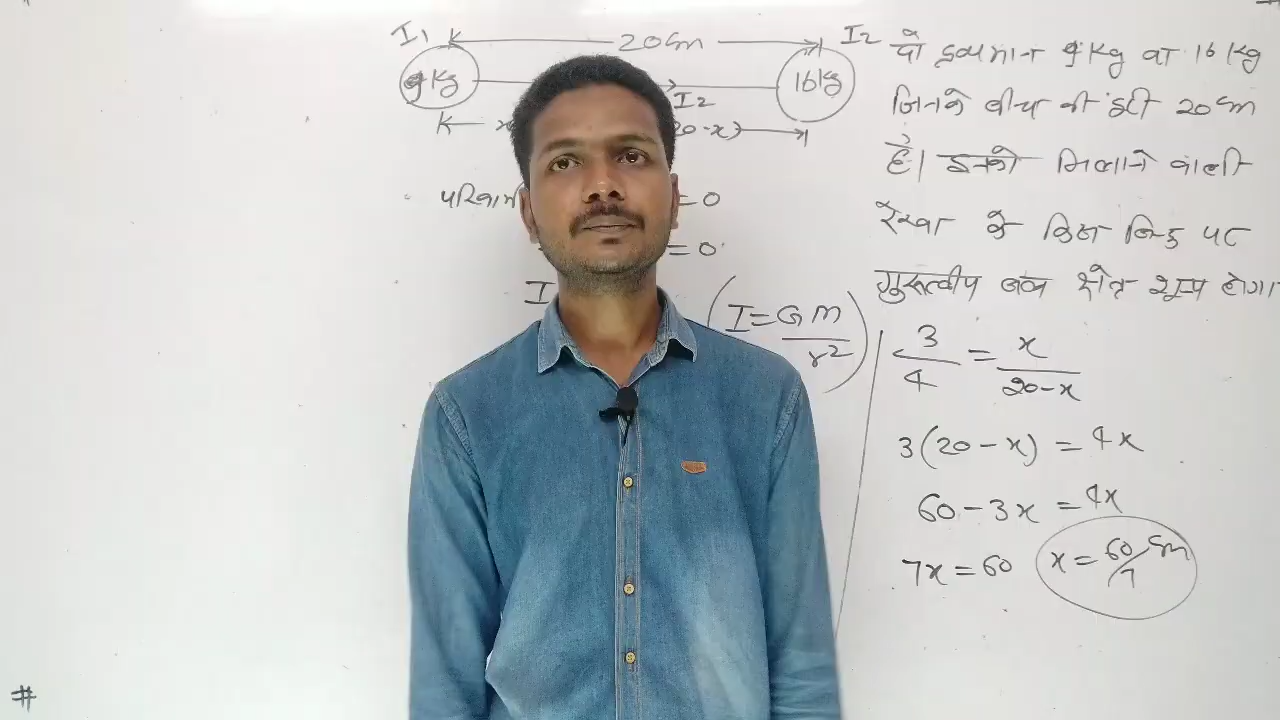 I₁ 20cm I₂
9Kg 16kg
I₂
20-x)
= 0
= 0
I
(I = Gm / r²)
दो द्रव्यमान 9Kg व 16Kg
जिनके बीच की दूरी 20cm
है। इनको मिलाने वाली
रेखा के किस बिंदु पर
गुरुत्वीय बल क्षेत्र शून्य होगा
3/4 = x/20-x
3(20-x) = 4x
60-3x = 4x
7x = 60 x = 60/7 cm
#